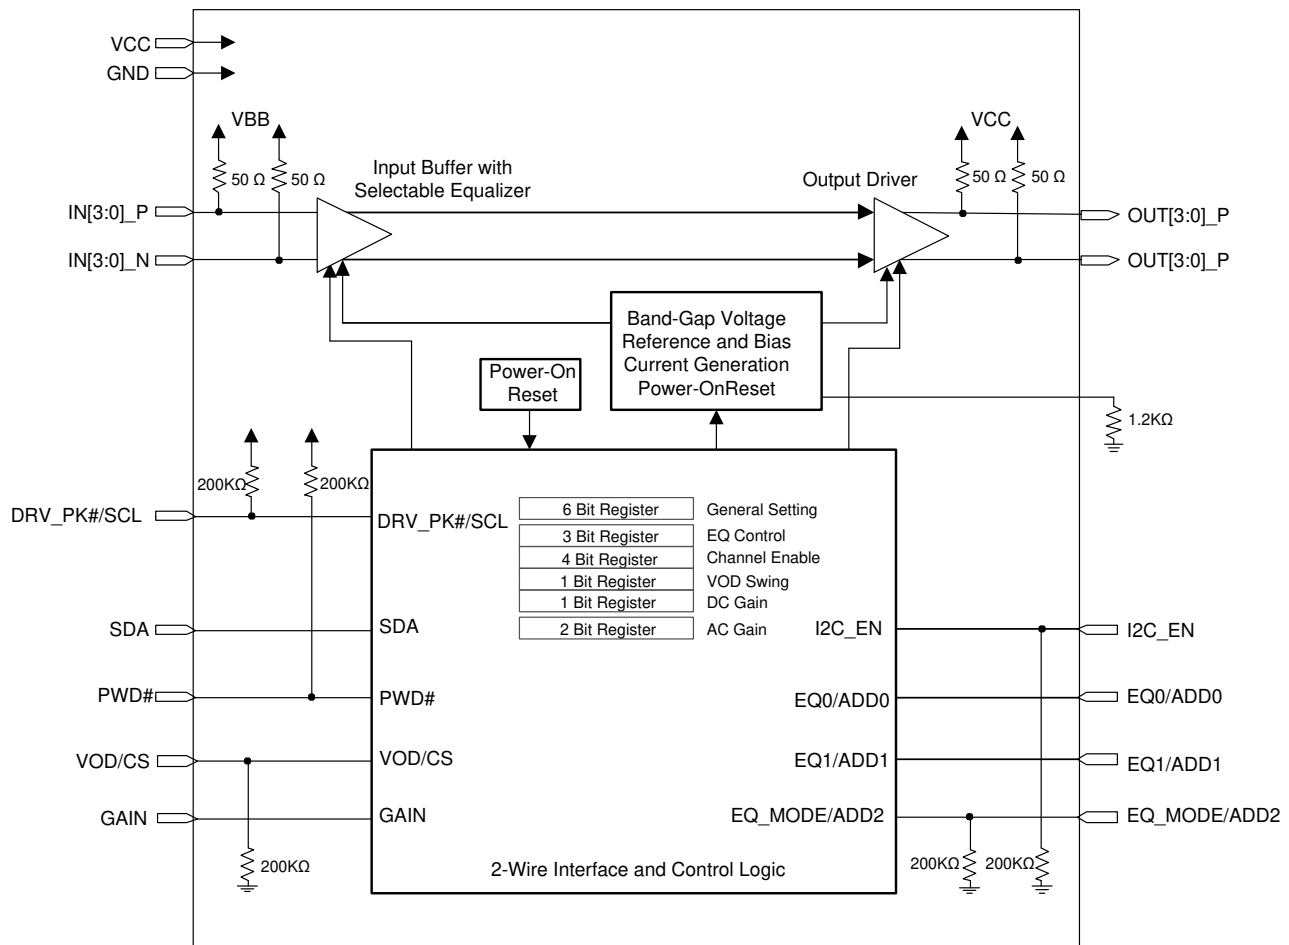 VCC
GND
VBB
VCC
50 Ω
50 Ω
Input Buffer with
Selectable Equalizer
Output Driver
50 Ω
50 Ω
IN[3:0]_P
OUT[3:0]_P
IN[3:0]_N
OUT[3:0]_P
Band-Gap Voltage
Reference and Bias
Current Generation
Power-OnReset
Power-On
Reset
1.2KΩ
200KΩ
200KΩ
DRV_PK#/SCL
DRV_PK#/SCL
6 Bit Register
General Setting
3 Bit Register
EQ Control
4 Bit Register
Channel Enable
1 Bit Register
VOD Swing
1 Bit Register
DC Gain
2 Bit Register
AC Gain
SDA
SDA
I2C_EN
I2C_EN
PWD#
PWD#
EQ0/ADD0
EQ0/ADD0
VOD/CS
VOD/CS
EQ1/ADD1
EQ1/ADD1
GAIN
GAIN
EQ_MODE/ADD2
EQ_MODE/ADD2
200KΩ
2-Wire Interface and Control Logic
200KΩ
200KΩ